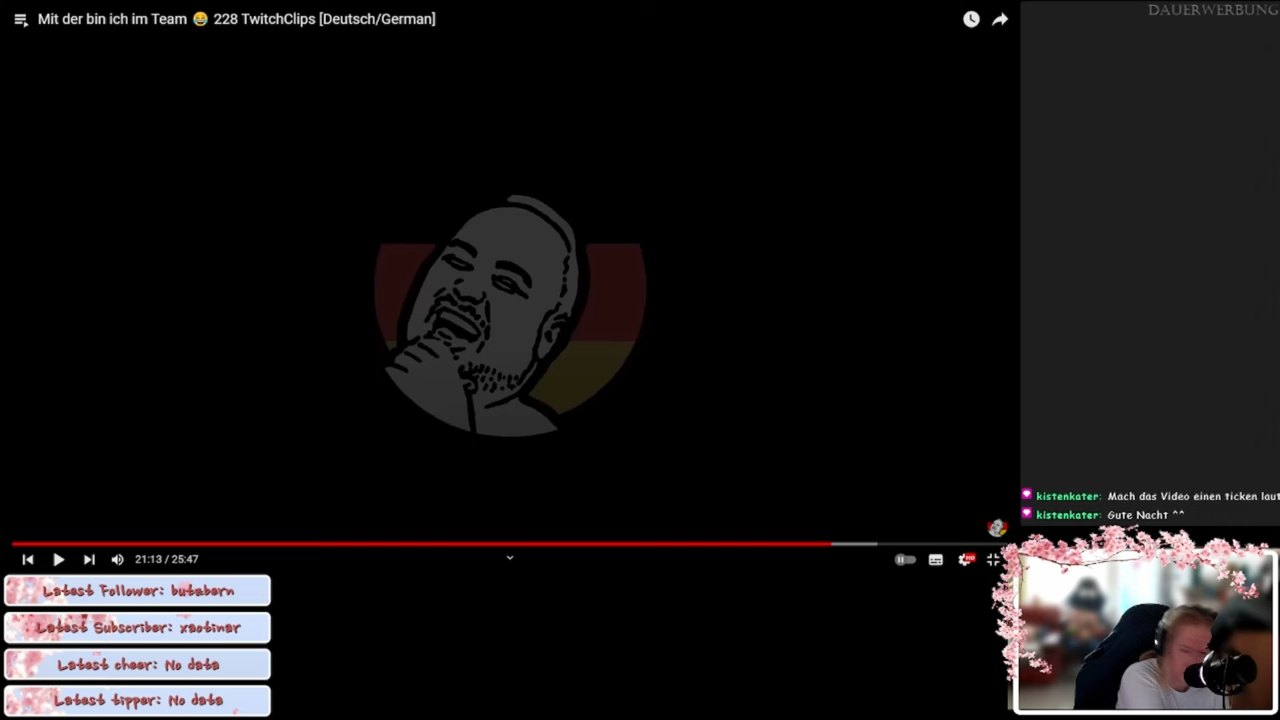 Mit der bin ich im Team 😂 228 TwitchClips [Deutsch/German]
DAUERWERBUNG
kistenkater: Mach das Video einen ticken laut
kistenkater: Gute Nacht ^^
21:13 / 25:47
HD
Latest Follower: butabern
Latest Subscriber: xaotinar
Latest cheer: No data
Latest tipper: No data